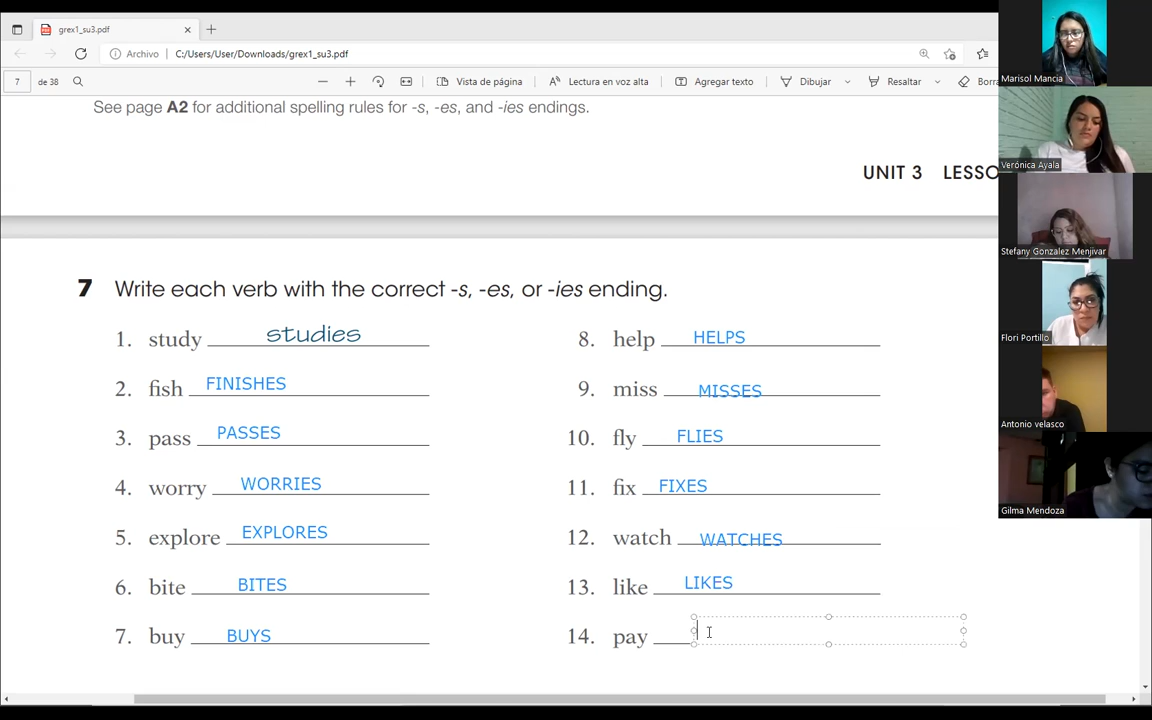 grex1_su3.pdf
Archivo C:/Users/User/Downloads/grex1_su3.pdf
7 de 38 Vista de página Lectura en voz alta Agregar texto Dibujar Resaltar
See page A2 for additional spelling rules for -s, -es, and -ies endings.
UNIT 3
7 Write each verb with the correct -s, -es, or -ies ending.
1. study studies
2. fish FINISHES
3. pass PASSES
4. worry WORRIES
5. explore EXPLORES
6. bite BITES
7. buy BUYS
8. help HELPS
9. miss MISSES
10. fly FLIES
11. fix FIXES
12. watch WATCHES
13. like LIKES
14. pay
Marisol Mancia
Verónica Ayala
Stefany Gonzalez Menjivar
Flori Portillo
Antonio velasco
Gilma Mendoza